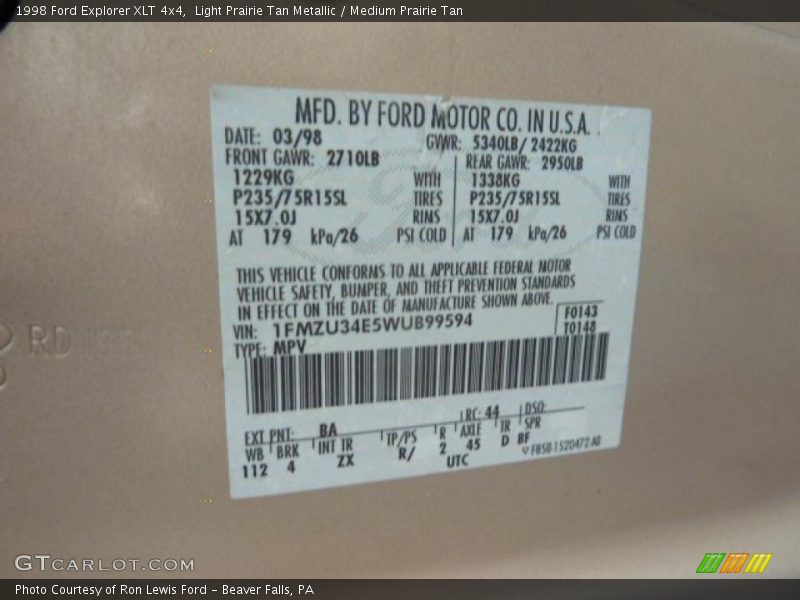 1998 Ford Explorer XLT 4x4,  Light Prairie Tan Metallic / Medium Prairie Tan
MFD. BY FORD MOTOR CO. IN U.S.A.
DATE: 03/98 GVWR: 5340LB/ 2422KG
FRONT GAWR: 2710LB REAR GAWR: 2950LB
1229KG WITH 1338KG WITH
P235/75R15SL TIRES P235/75R15SL TIRES
15X7.0J RIMS 15X7.0J RIMS
AT 179 kPa/26 PSI COLD AT 179 kPa/26 PSI COLD
THIS VEHICLE CONFORMS TO ALL APPLICABLE FEDERAL MOTOR
VEHICLE SAFETY, BUMPER, AND THEFT PREVENTION STANDARDS
IN EFFECT ON THE DATE OF MANUFACTURE SHOWN ABOVE.
VIN: 1FMZU34E5WUB99594 F0143
TYPE: MPV T0148
EXT PNT: BA RC: 44 DSO:
WB BRK INT TR TP/PS R AXLE TR SPR
112 4 ZX R/ 2 45 D BF
UTC F85B-1520472-AB
RD
GTCARLOT.COM
Photo Courtesy of Ron Lewis Ford - Beaver Falls, PA